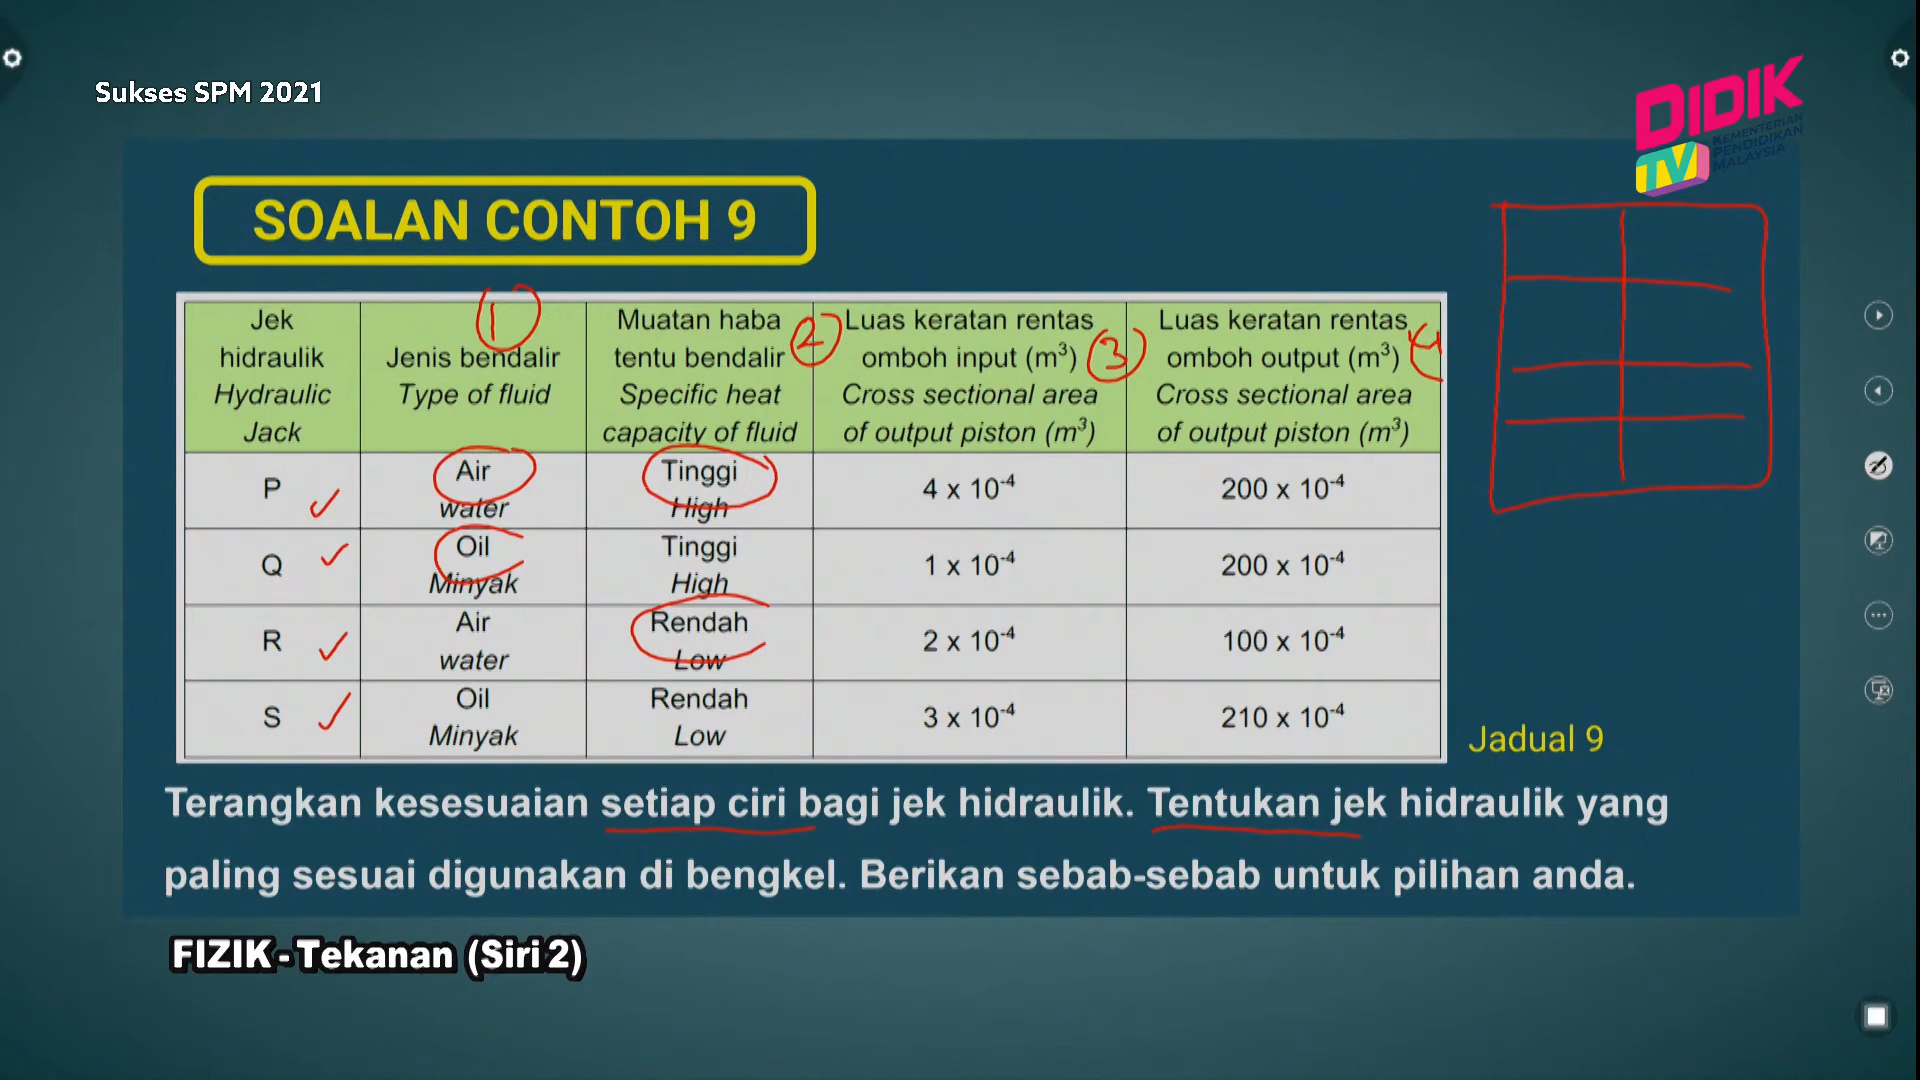 Sukses SPM 2021
DIDIK
TV
KEMENTERIAN
PENDIDIKAN
MALAYSIA
SOALAN CONTOH 9
Jek
hidraulik
Hydraulic
Jack
1
Jenis bendalir
Type of fluid
Muatan haba
tentu bendalir
Specific heat
capacity of fluid
2
Luas keratan rentas
omboh input (m³)
Cross sectional area
of output piston (m³)
3
Luas keratan rentas
omboh output (m³)
Cross sectional area
of output piston (m³)
4
P
Air
water
Tinggi
High
4 x 10⁻⁴
200 x 10⁻⁴
Q
Oil
Minyak
Tinggi
High
1 x 10⁻⁴
200 x 10⁻⁴
R
Air
water
Rendah
Low
2 x 10⁻⁴
100 x 10⁻⁴
S
Oil
Minyak
Rendah
Low
3 x 10⁻⁴
210 x 10⁻⁴
Jadual 9
Terangkan kesesuaian setiap ciri bagi jek hidraulik. Tentukan jek hidraulik yang
paling sesuai digunakan di bengkel. Berikan sebab-sebab untuk pilihan anda.
FIZIK - Tekanan (Siri 2)